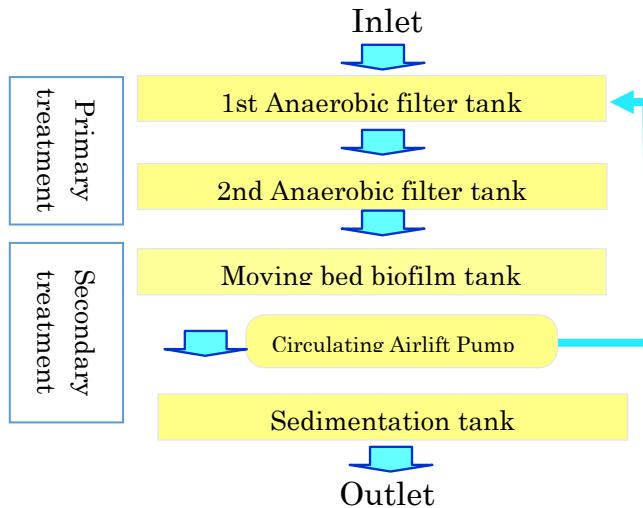 Inlet
Primary
treatment
1st Anaerobic filter tank
2nd Anaerobic filter tank
Secondary
treatment
Moving bed biofilm tank
Circulating Airlift Pump
Sedimentation tank
Outlet